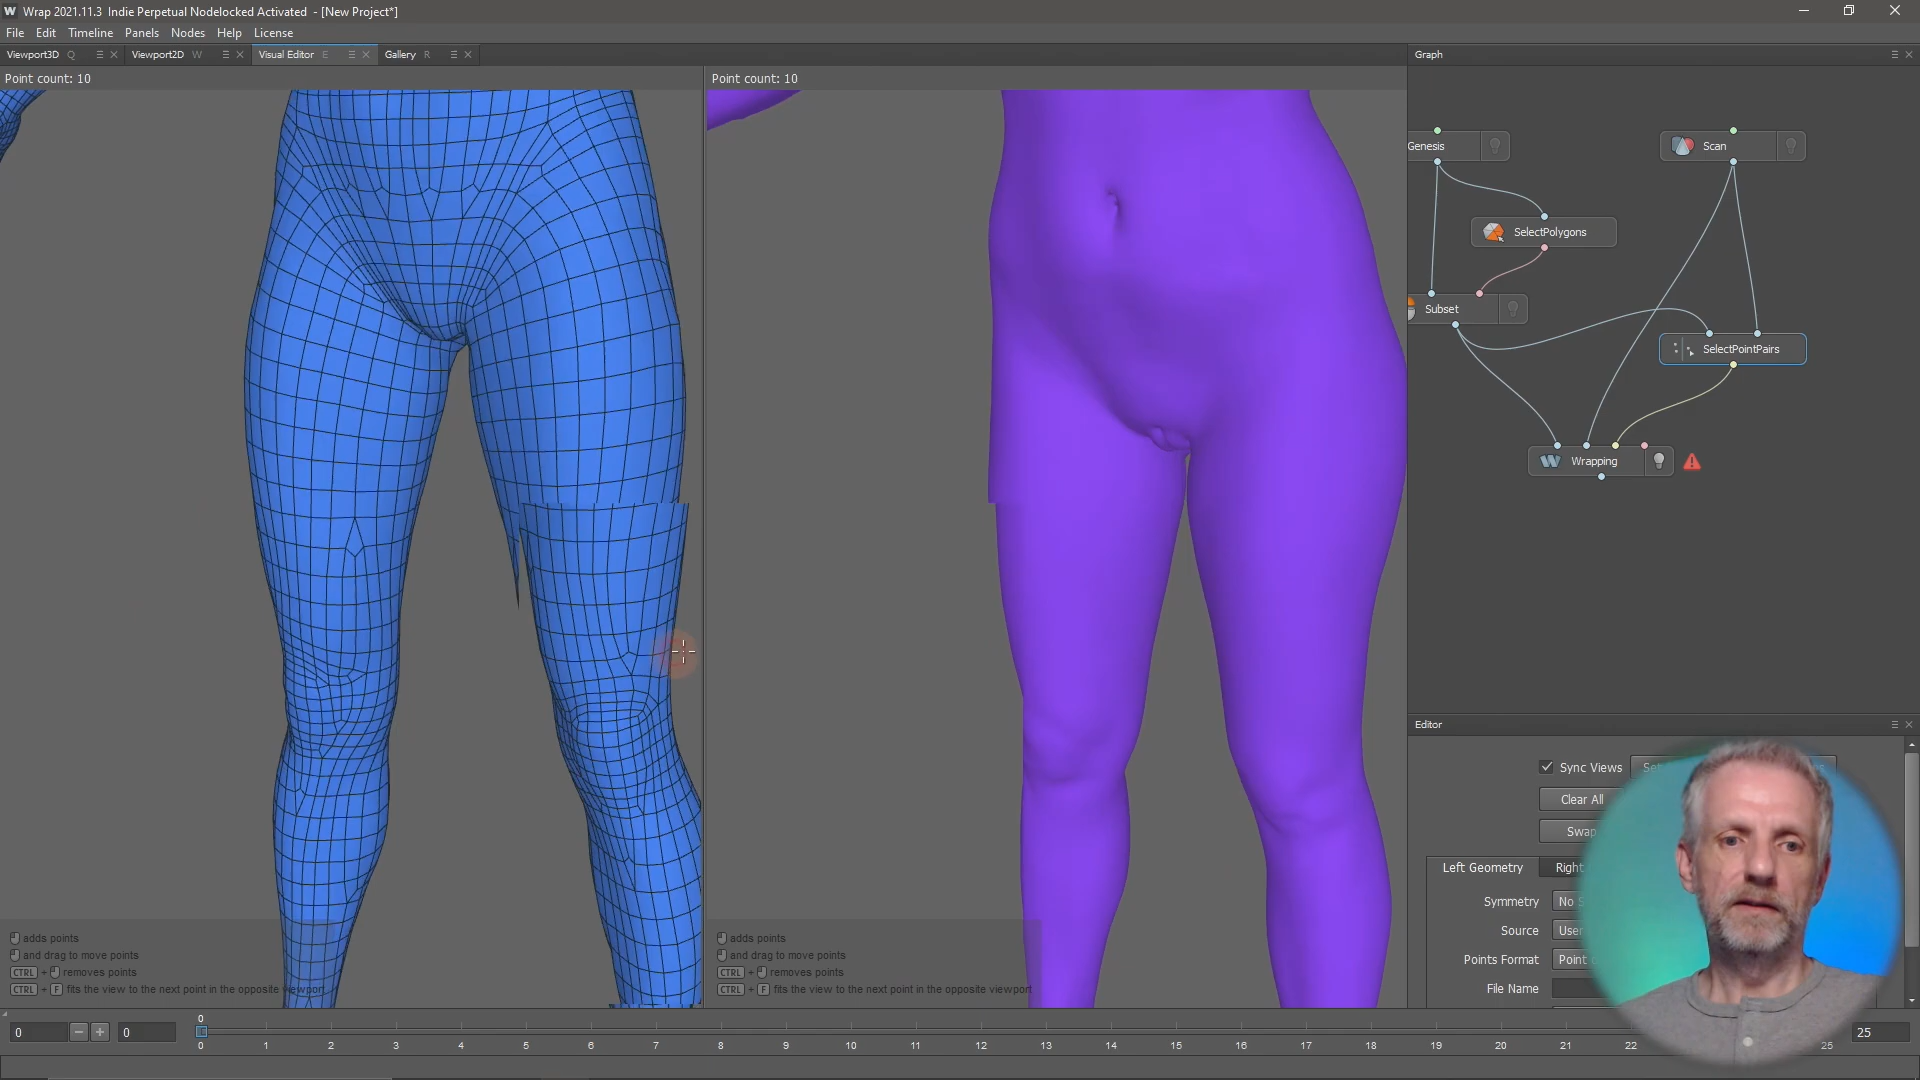 W Wrap 2021.11.3 Indie Perpetual Nodelocked Activated - [New Project*]
File Edit Timeline Panels Nodes Help License
Viewport3D Q Viewport2D W Visual Editor E Gallery R Graph
Point count: 10 Point count: 10
Genesis Scan
SelectPolygons
Subset
SelectPointPairs
Wrapping
Editor
Sync Views
Clear All
Swap
Left Geometry Right
Symmetry No
Source User
Points Format Point
File Name
adds points
and drag to move points
CTRL + removes points
CTRL + F fits the view to the next point in the opposite viewport
adds points
and drag to move points
CTRL + removes points
CTRL + F fits the view to the next point in the opposite viewport
0
0 0 25
0 1 2 3 4 5 6 7 8 9 10 11 12 13 14 15 16 17 18 19 20 21 22 25